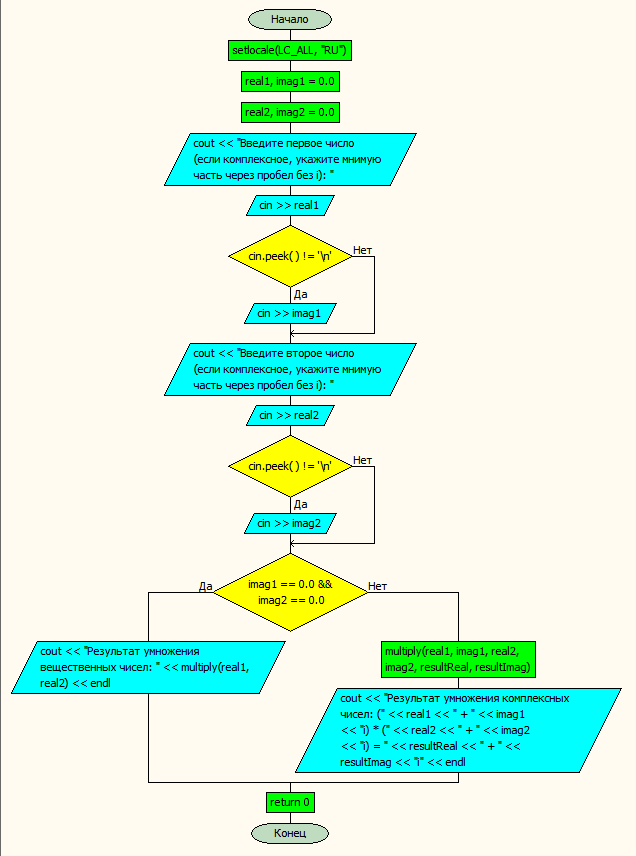 Начало
setlocale(LC_ALL, "RU")
real1, imag1 = 0.0
real2, imag2 = 0.0
cout << "Введите первое число
(если комплексное, укажите мнимую
часть через пробел без i): "
cin >> real1
cin.peek() != '\n'
Нет
Да
cin >> imag1
cout << "Введите второе число
(если комплексное, укажите мнимую
часть через пробел без i): "
cin >> real2
cin.peek() != '\n'
Нет
Да
cin >> imag2
imag1 == 0.0 &&
imag2 == 0.0
Да
Нет
cout << "Результат умножения
вещественных чисел: " << multiply(real1,
real2) << endl
multiply(real1, imag1, real2,
imag2, resultReal, resultImag)
cout << "Результат умножения комплексных
чисел: (" << real1 << " + " << imag1
<< "i) * (" << real2 << " + " << imag2
<< "i) = " << resultReal << " + " <<
resultImag << "i" << endl
return 0
Конец